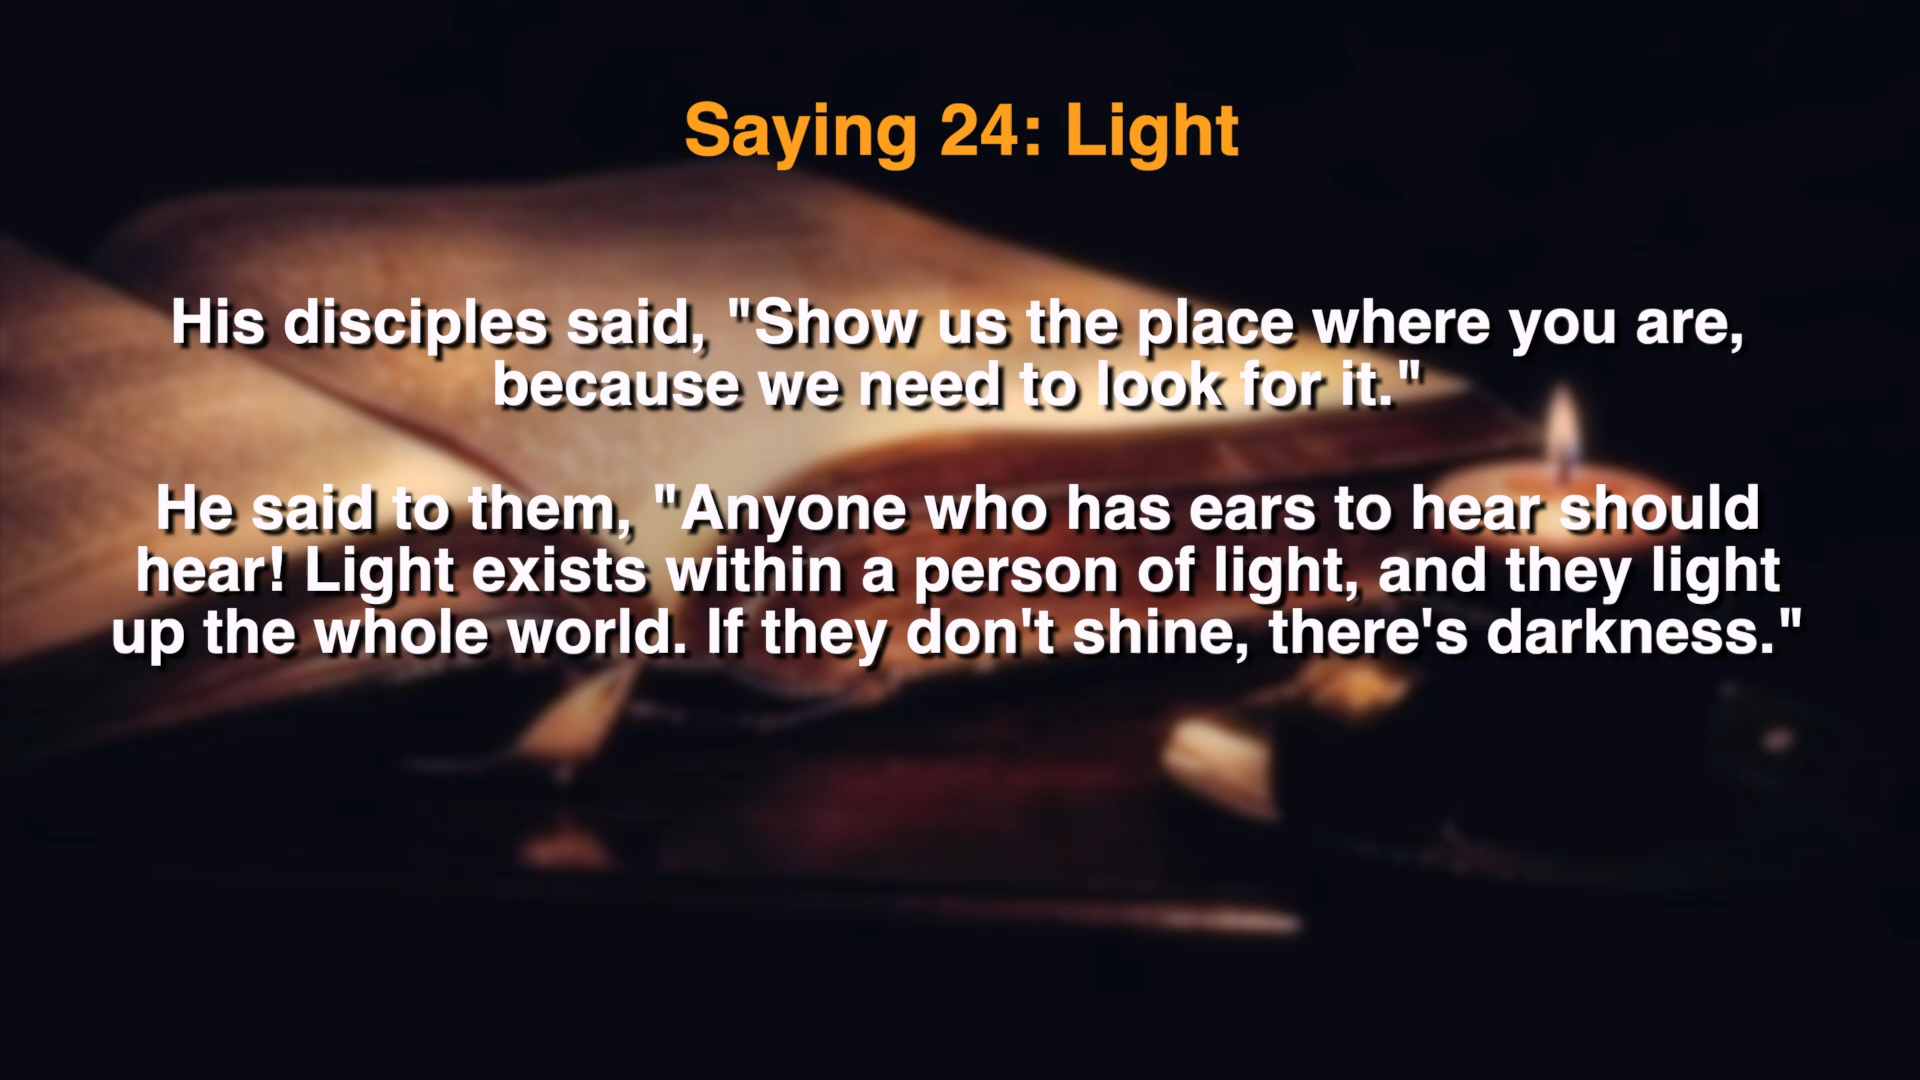 Saying 24: Light
His disciples said, "Show us the place where you are,
because we need to look for it."
He said to them, "Anyone who has ears to hear should
hear! Light exists within a person of light, and they light
up the whole world. If they don't shine, there's darkness."